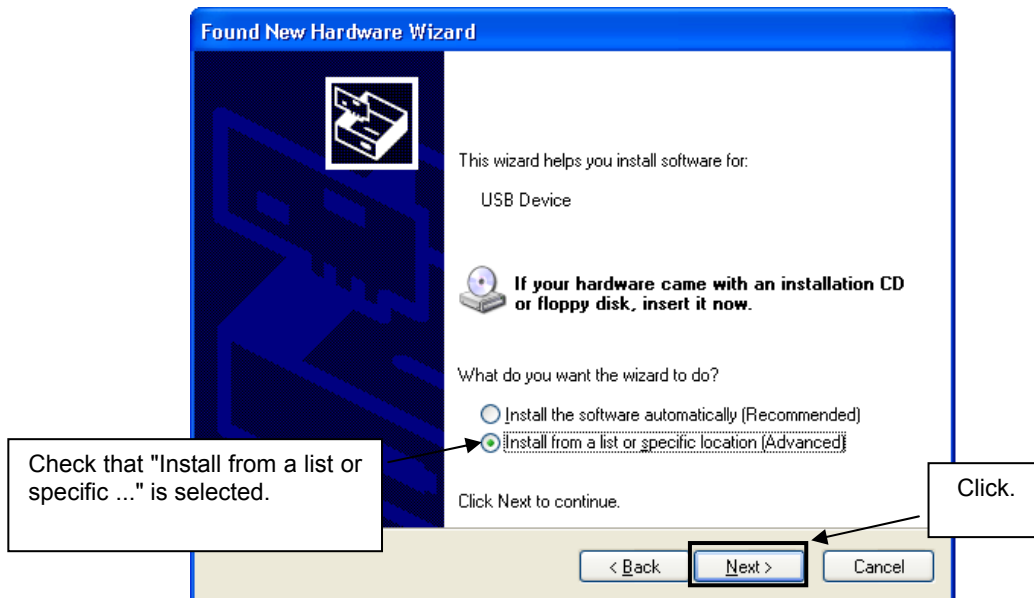 Found New Hardware Wizard
This wizard helps you install software for:
USB Device
If your hardware came with an installation CD
or floppy disk, insert it now.
What do you want the wizard to do?
Install the software automatically (Recommended)
Install from a list or specific location (Advanced)
Check that "Install from a list or
specific ..." is selected.
Click Next to continue.
Click.
< Back
Next >
Cancel